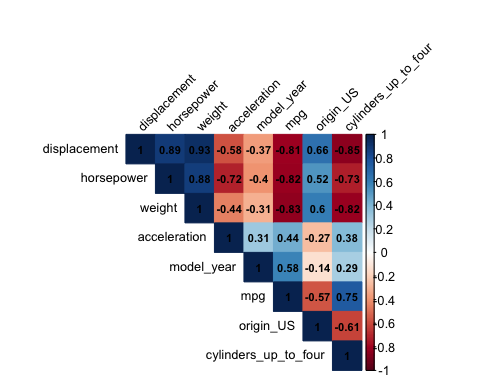 displacement
horsepower
weight
acceleration
model_year
mpg
origin_US
cylinders_up_to_four
displacement 1 0.89 0.93 -0.58 -0.37 -0.81 0.66 -0.85
horsepower 1 0.88 -0.72 -0.4 -0.82 0.52 -0.73
weight 1 -0.44 -0.31 -0.83 0.6 -0.82
acceleration 1 0.31 0.44 -0.27 0.38
model_year 1 0.58 -0.14 0.29
mpg 1 -0.57 0.75
origin_US 1 -0.61
cylinders_up_to_four 1
1
0.8
0.6
0.4
0.2
0
-0.2
-0.4
-0.6
-0.8
-1